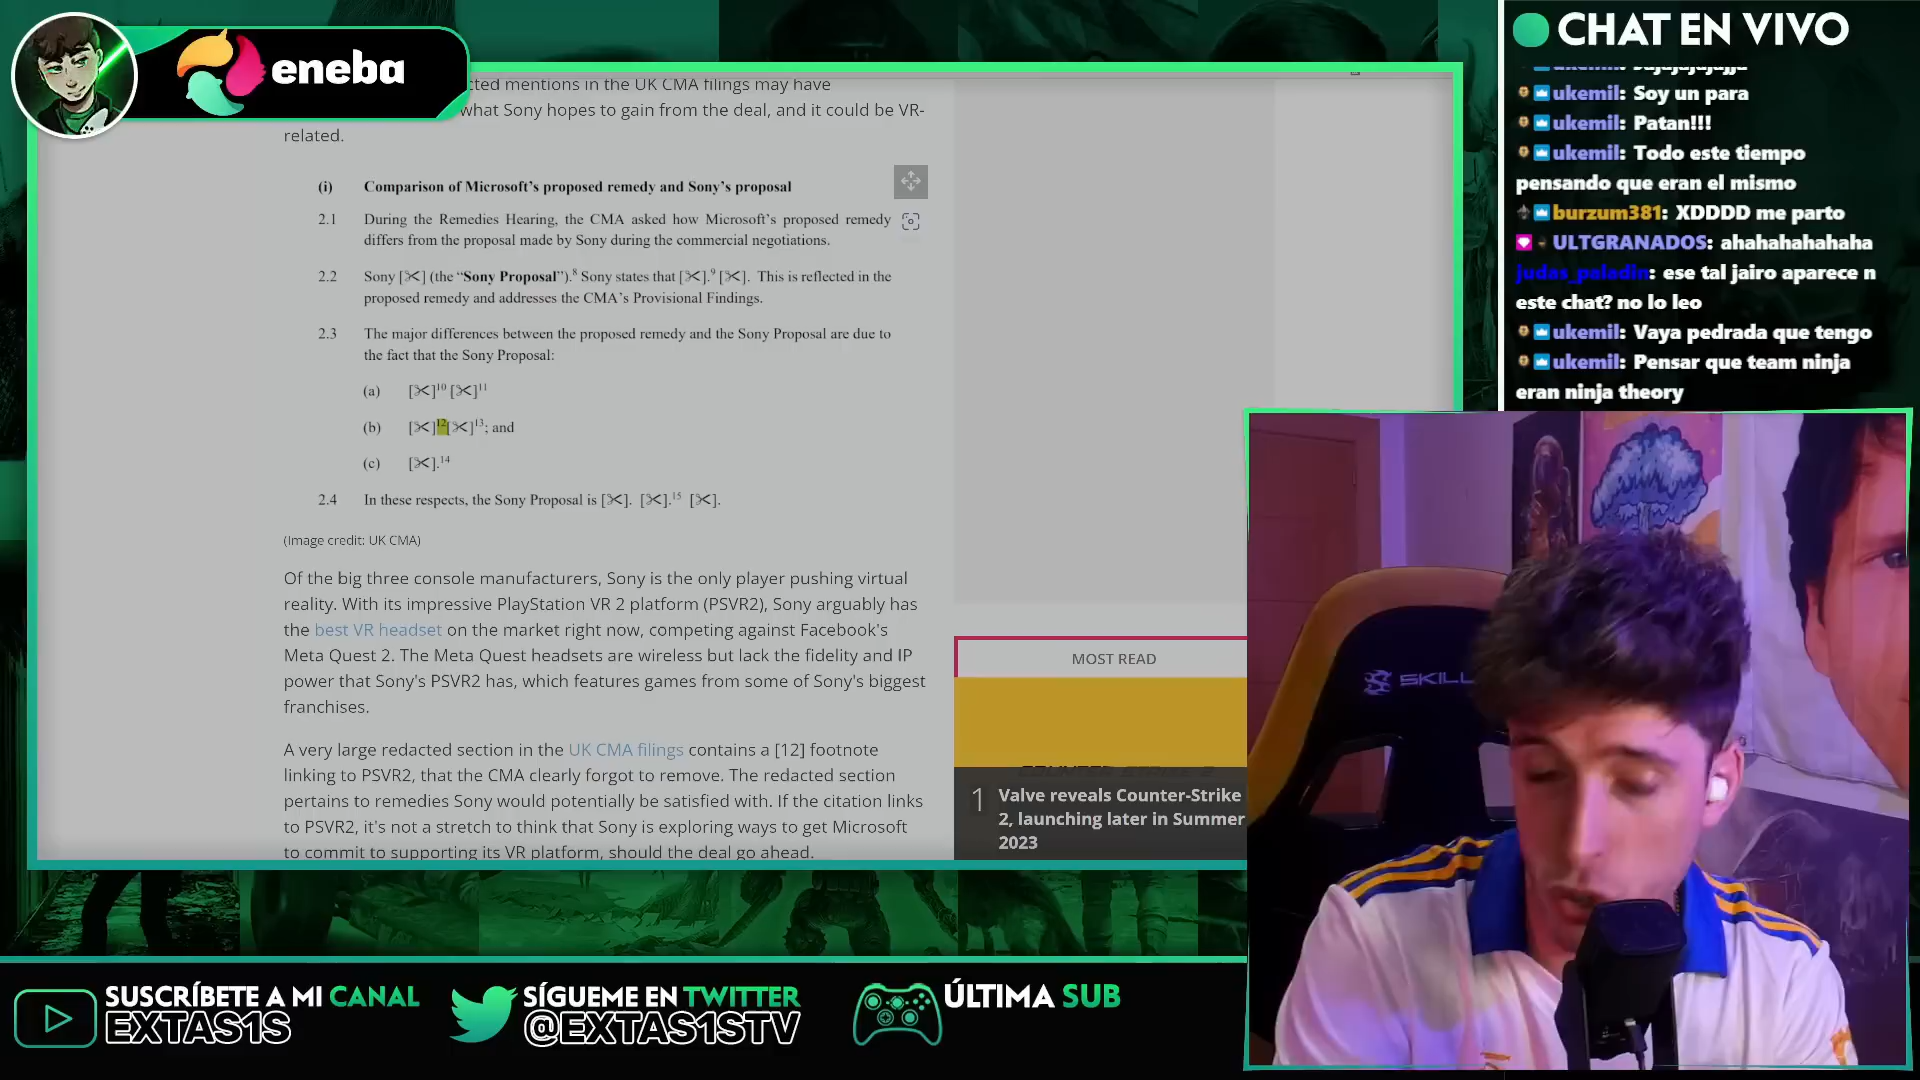 eneba
cted mentions in the UK CMA filings may have
what Sony hopes to gain from the deal, and it could be VR-
related.
(i) Comparison of Microsoft's proposed remedy and Sony's proposal
2.1 During the Remedies Hearing, the CMA asked how Microsoft's proposed remedy
differs from the proposal made by Sony during the commercial negotiations.
2.2 Sony [✂] (the "Sony Proposal").8 Sony states that [✂].9 [✂]. This is reflected in the
proposed remedy and addresses the CMA's Provisional Findings.
2.3 The major differences between the proposed remedy and the Sony Proposal are due to
the fact that the Sony Proposal:
(a) [✂]10 [✂]11
(b) [✂]12[✂]13; and
(c) [✂].14
2.4 In these respects, the Sony Proposal is [✂]. [✂].15 [✂].
(Image credit: UK CMA)
Of the big three console manufacturers, Sony is the only player pushing virtual
reality. With its impressive PlayStation VR 2 platform (PSVR2), Sony arguably has
the best VR headset on the market right now, competing against Facebook's
Meta Quest 2. The Meta Quest headsets are wireless but lack the fidelity and IP
power that Sony's PSVR2 has, which features games from some of Sony's biggest
franchises.
A very large redacted section in the UK CMA filings contains a [12] footnote
linking to PSVR2, that the CMA clearly forgot to remove. The redacted section
pertains to remedies Sony would potentially be satisfied with. If the citation links
to PSVR2, it's not a stretch to think that Sony is exploring ways to get Microsoft
to commit to supporting its VR platform, should the deal go ahead.
MOST READ
COUNTER STRIKE 2
1 Valve reveals Counter-Strike
2, launching later in Summer
2023
CHAT EN VIVO
ukemil: Jajajajajajja
ukemil: Soy un para
ukemil: Patan!!!
ukemil: Todo este tiempo
pensando que eran el mismo
burzum381: XDDDD me parto
ULTGRANADOS: ahahahahahaha
judas_paladin: ese tal jairo aparece n
este chat? no lo leo
ukemil: Vaya pedrada que tengo
ukemil: Pensar que team ninja
eran ninja theory
SKILL
SUSCRÍBETE A MI CANAL
EXTAS1S
SÍGUEME EN TWITTER
@EXTAS1STV
ÚLTIMA SUB